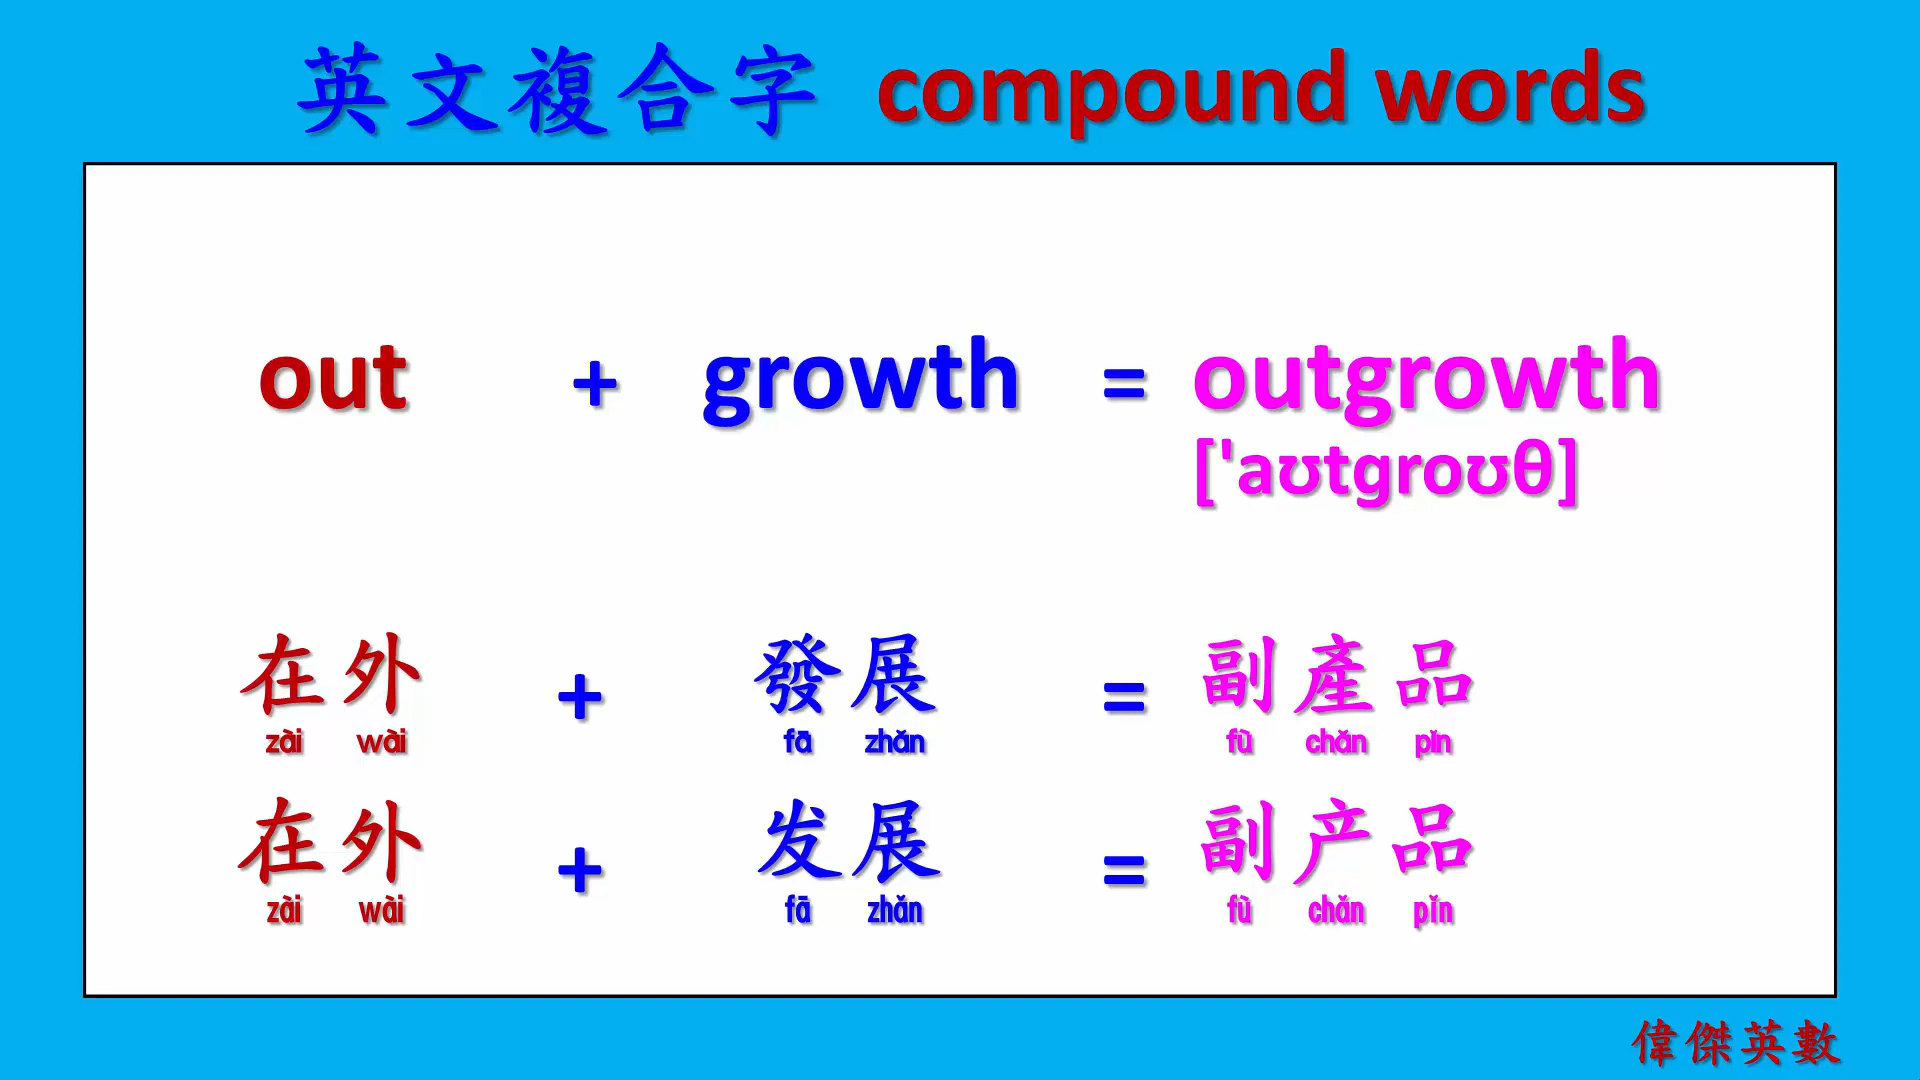 英文複合字 compound words
out + growth = outgrowth
['aʊtgroʊθ]
在外 + 發展 = 副產品
zài wài fā zhǎn fù chǎn pǐn
在外 + 发展 = 副产品
zài wài fā zhǎn fù chǎn pǐn
偉傑英數